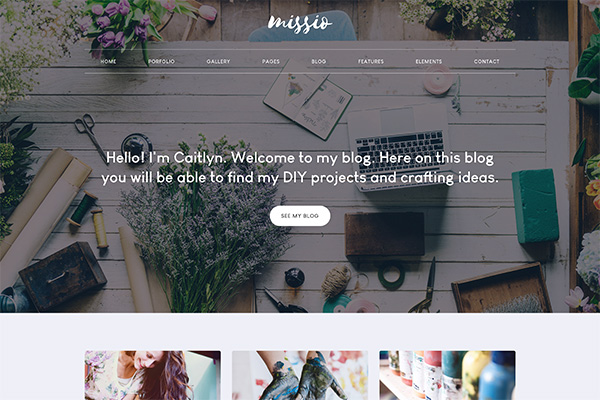 missio
HOME PORFOLIO GALLERY PAGES BLOG FEATURES ELEMENTS CONTACT
Hello! I'm Caitlyn. Welcome to my blog. Here on this blog
you will be able to find my DIY projects and crafting ideas.
SEE MY BLOG